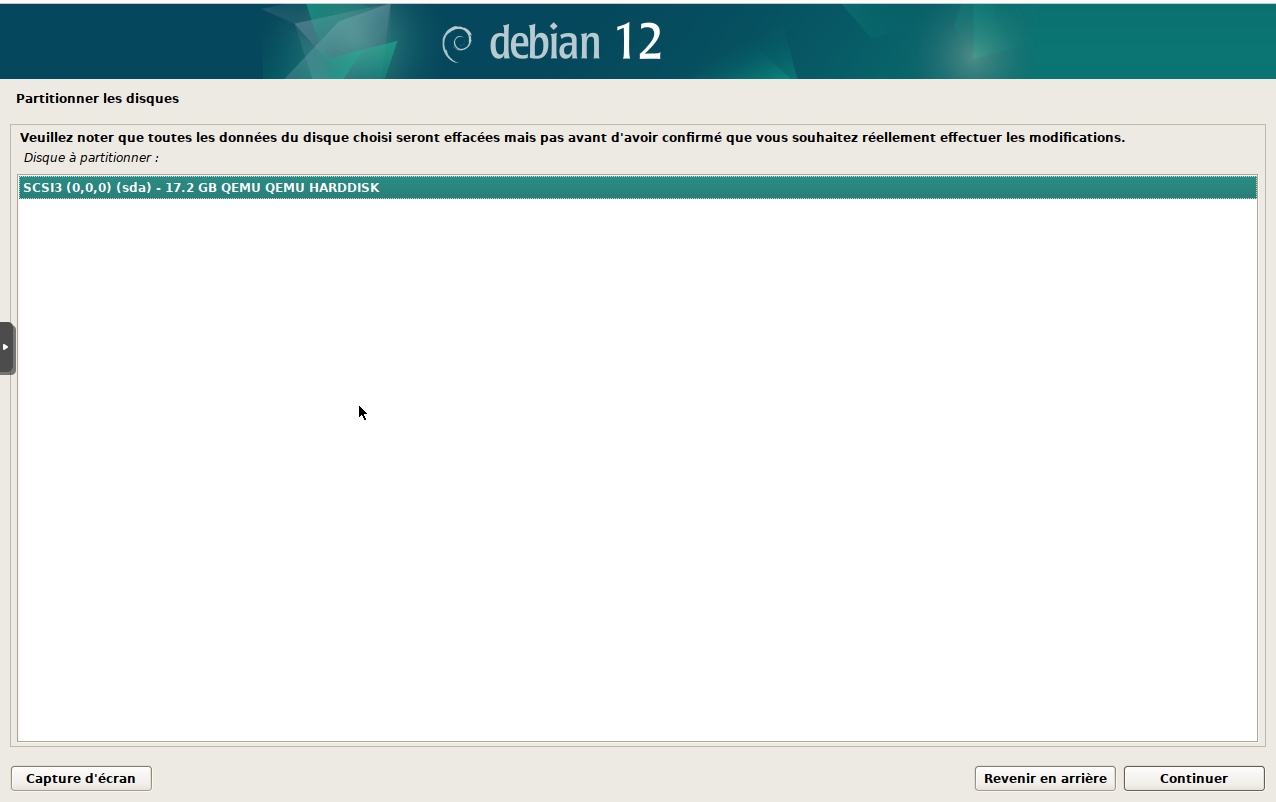 debian 12
Partitionner les disques
Veuillez noter que toutes les données du disque choisi seront effacées mais pas avant d'avoir confirmé que vous souhaitez réellement effectuer les modifications.
Disque à partitionner :
SCSI3 (0,0,0) (sda) - 17.2 GB QEMU QEMU HARDDISK
Capture d'écran
Revenir en arrière
Continuer